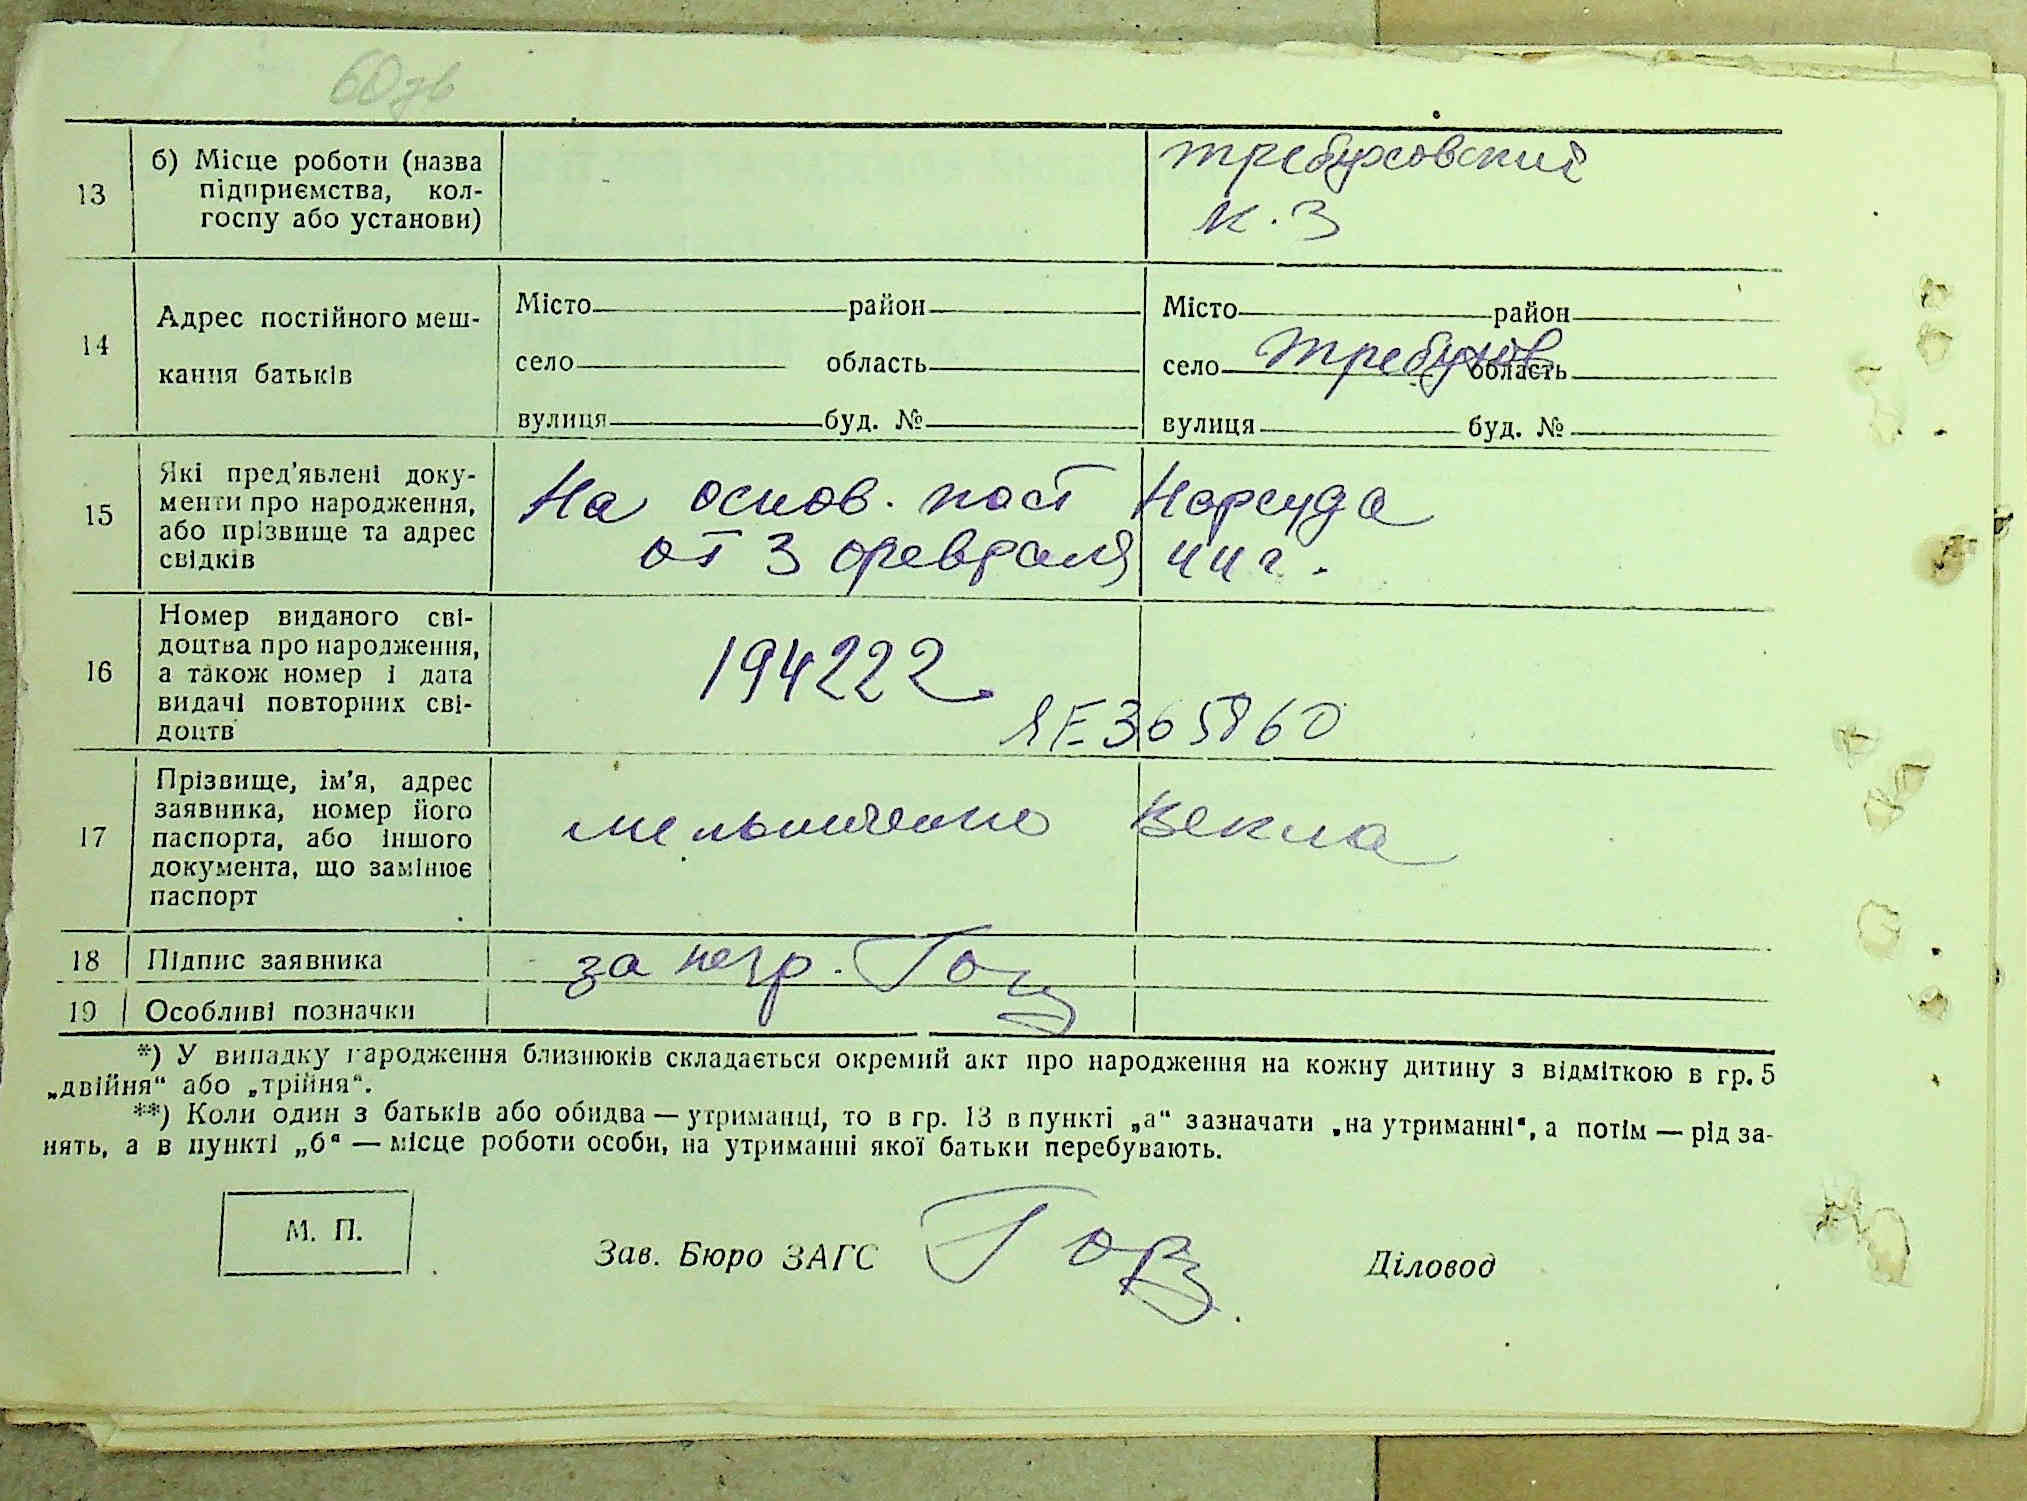 60зв
13
б) Місце роботи (назва
підприємства, кол-
госпу або установи)
требуховский
к. З
14
Адрес постійного меш-
кання батьків
Місто район
село область
вулиця буд. №
Місто район
село Требухов область
вулиця буд. №
15
Які пред'явлені доку-
менти про народження,
або прізвище та адрес
свідків
На основ. пост Нарсуда
от 3 февраля 44 г.
16
Номер виданого сві-
доцтва про народження,
а також номер і дата
видачі повторних сві-
доцтв
194222
ЯЕ365860
17
Прізвище, ім'я, адрес
заявника, номер його
паспорта, або іншого
документа, що замінює
паспорт
мельниченко Векла
18
Підпис заявника
за негр.
19
Особливі позначки
*) У випадку народження близнюків складається окремий акт про народження на кожну дитину з відміткою в гр. 5
„двійня“ або „трійня“.
**) Коли один з батьків або обидва — утриманці, то в гр. 13 в пункті „а“ зазначати „на утриманні“, а потім — рід за-
нять, а в пункті „б“ — місце роботи особи, на утриманні якої батьки перебувають.
М. П.
Зав. Бюро ЗАГС
Діловод